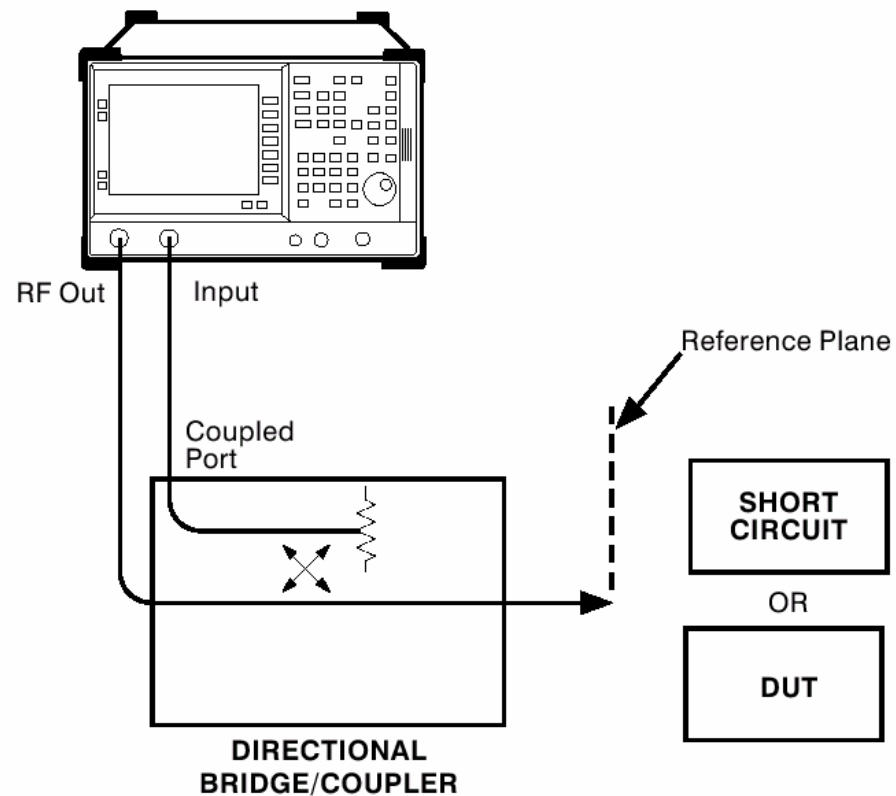 RF Out
Input
Reference Plane
Coupled
Port
SHORT
CIRCUIT
OR
DUT
DIRECTIONAL
BRIDGE/COUPLER